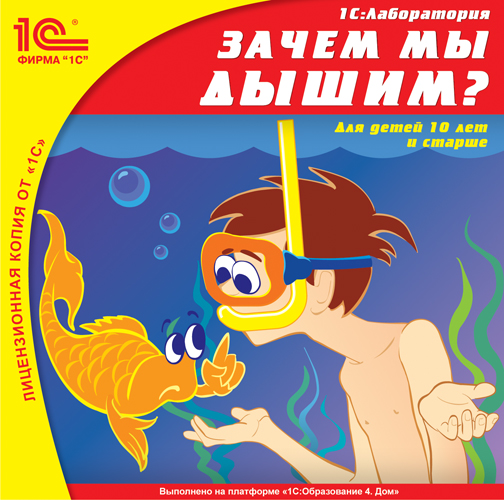 1С®
ФИРМА "1С"
1С:Лаборатория
ЗАЧЕМ МЫ
ДЫШИМ?
Для детей 10 лет
и старше
ЛИЦЕНЗИОННАЯ КОПИЯ ОТ «1С»
Выполнено на платформе «1С:Образование 4. Дом»